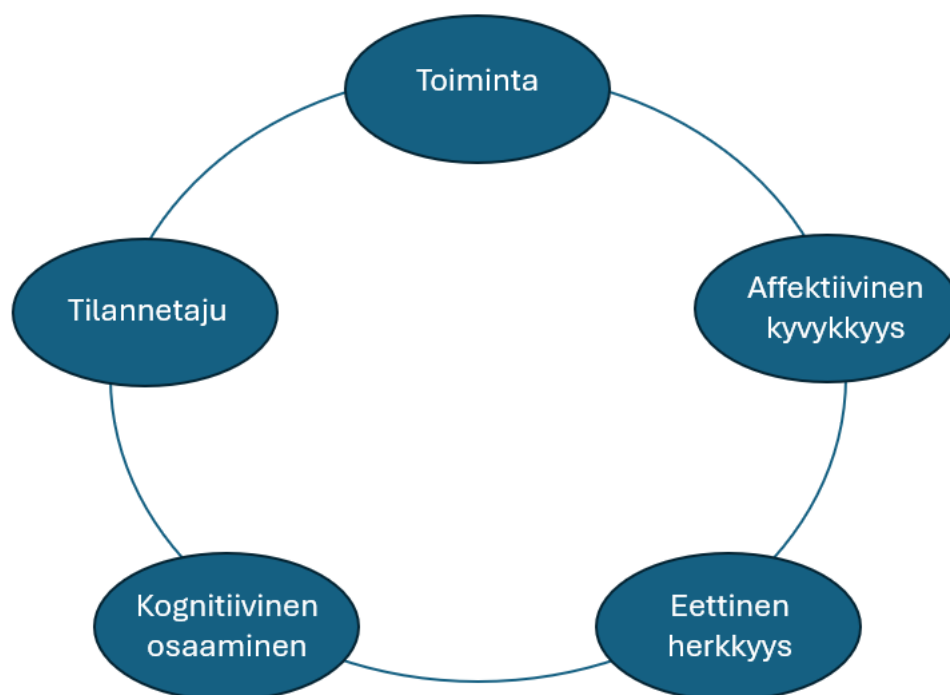 Toiminta
Affektiivinen
kyvykkyys
Eettinen
herkkyys
Kognitiivinen
osaaminen
Tilannetaju